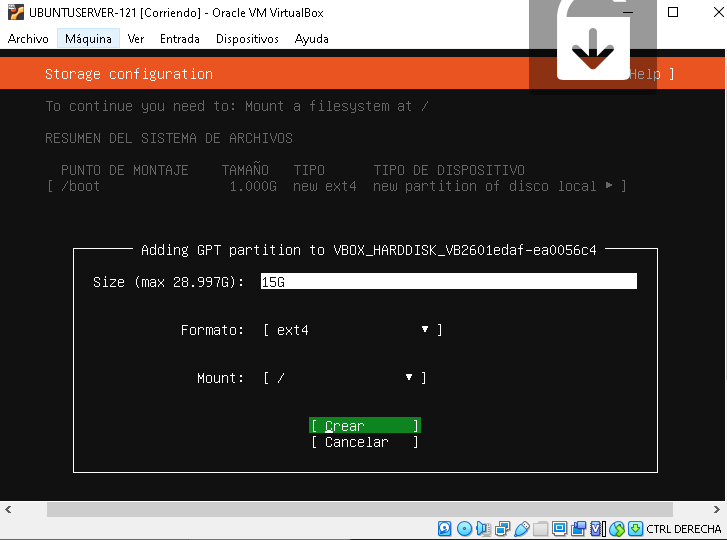 UBUNTUSERVER-121 [Corriendo] - Oracle VM VirtualBox
Archivo Máquina Ver Entrada Dispositivos Ayuda
Storage configuration Help ]
To continue you need to: Mount a filesystem at /
RESUMEN DEL SISTEMA DE ARCHIVOS
PUNTO DE MONTAJE TAMAÑO TIPO TIPO DE DISPOSITIVO
[ /boot 1.000G new ext4 new partition of disco local ▸ ]
Adding GPT partition to VBOX_HARDDISK_VB2601edaf-ea0056c4
Size (max 28.997G): 15G
Formato: [ ext4 ▾ ]
Mount: [ / ▾ ]
[ Crear ]
[ Cancelar ]
CTRL DERECHA